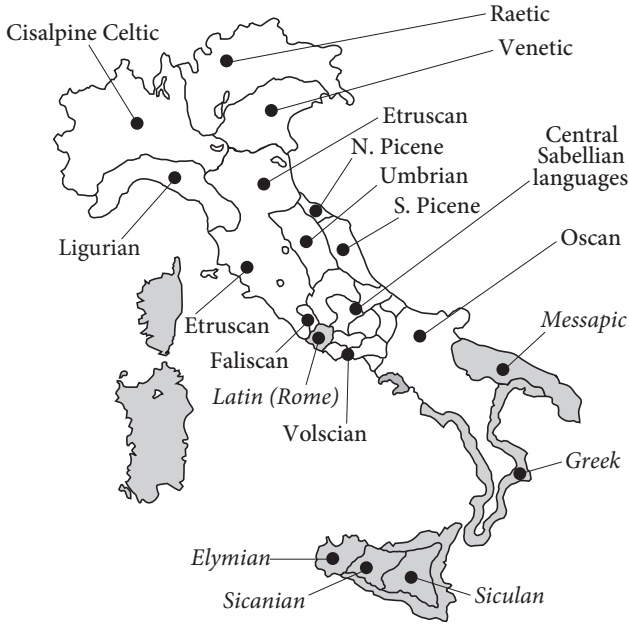 Raetic
Cisalpine Celtic
Venetic
Etruscan
N. Picene
Umbrian
S. Picene
Central
Sabellian
languages
Oscan
Ligurian
Messapic
Etruscan
Faliscan
Latin (Rome)
Volscian
Greek
Elymian
Sicanian
Siculan